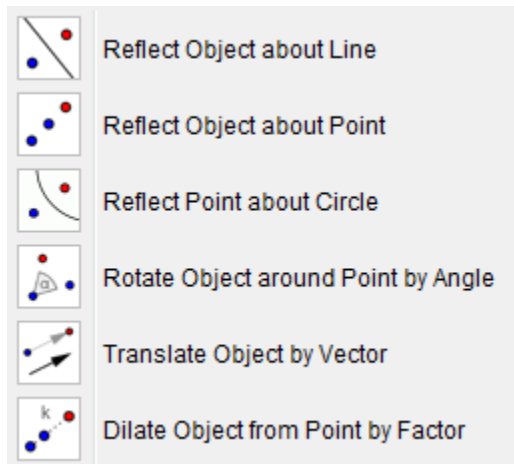 Reflect Object about Line
Reflect Object about Point
Reflect Point about Circle
α
Rotate Object around Point by Angle
Translate Object by Vector
k
Dilate Object from Point by Factor